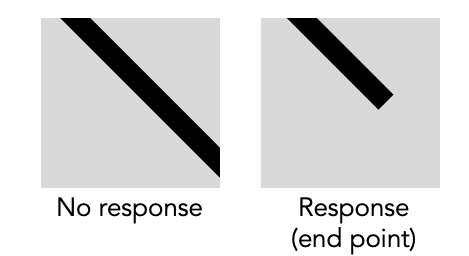 No response
Response
(end point)